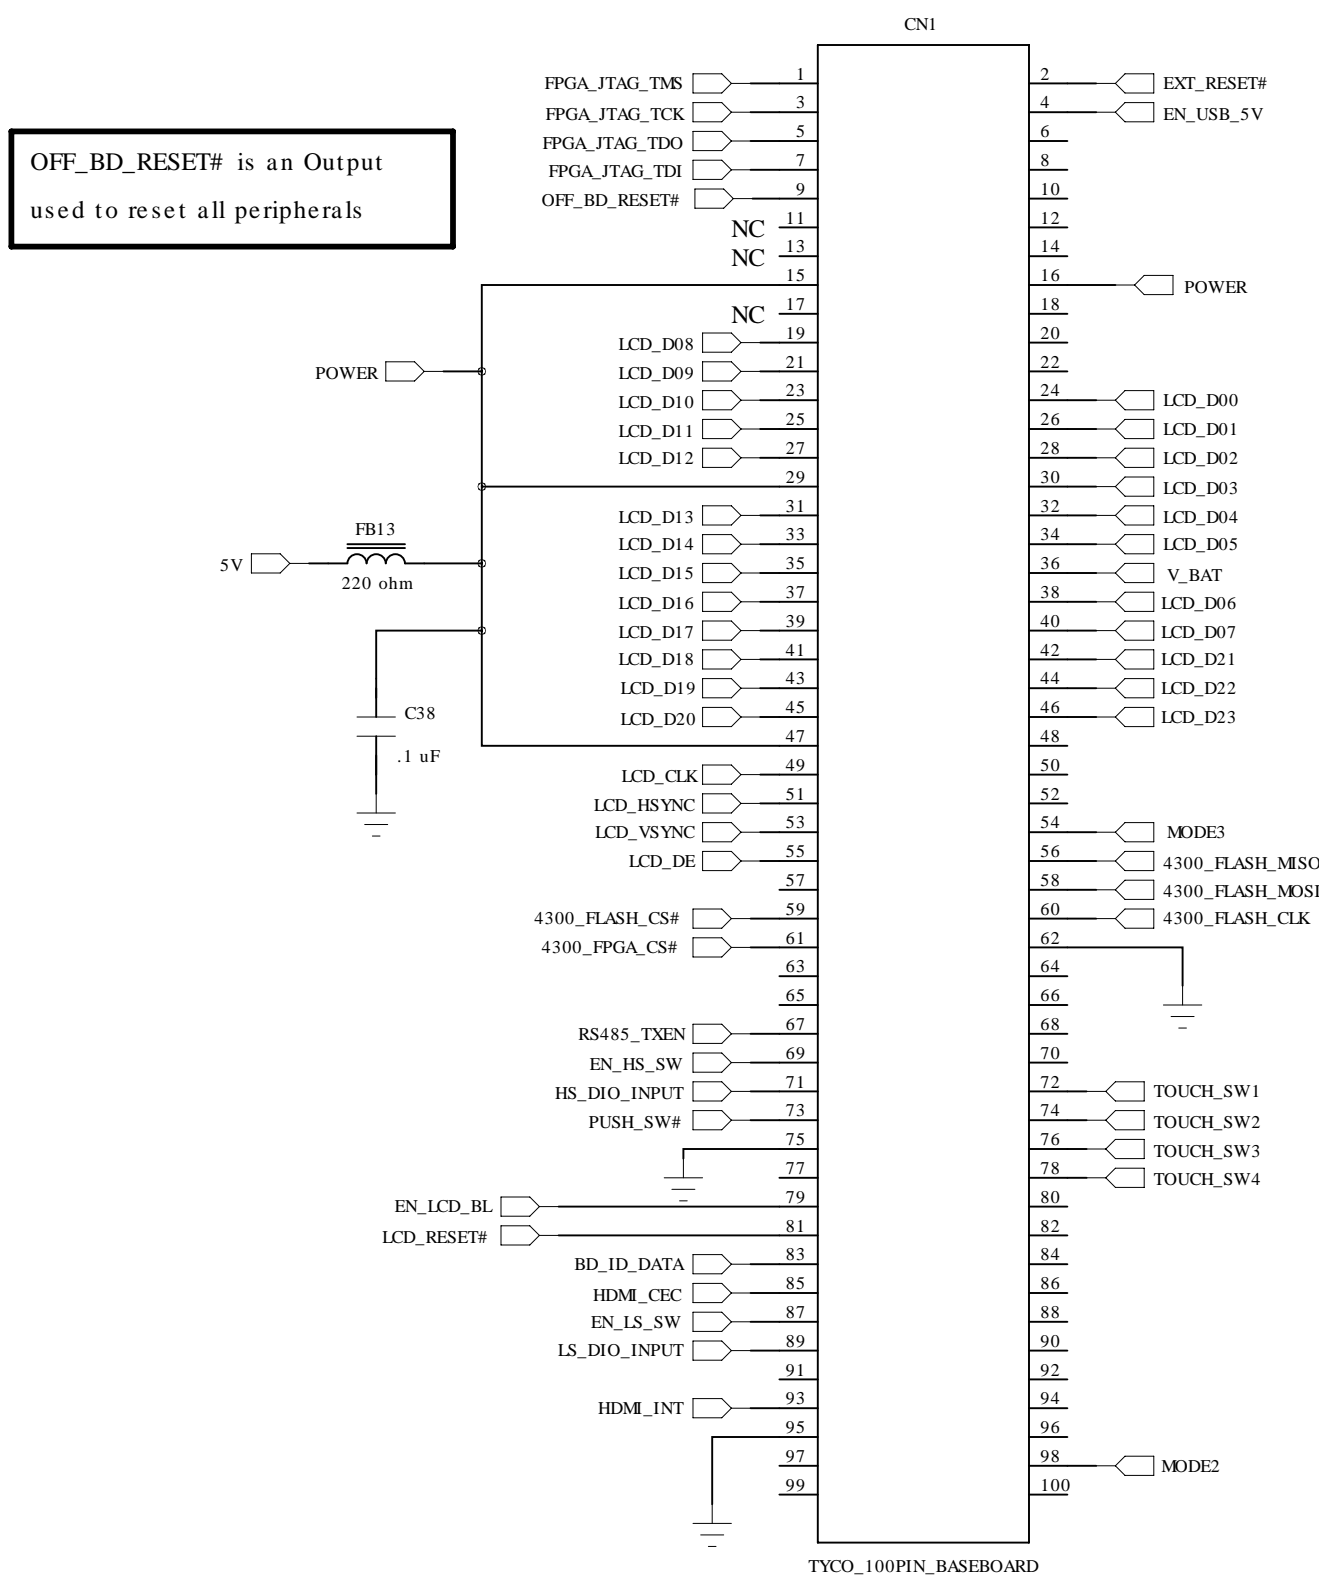 CN1
FPGA_JTAG_TMS 1 2 EXT_RESET#
FPGA_JTAG_TCK 3 4 EN_USB_5V
FPGA_JTAG_TDO 5 6
FPGA_JTAG_TDI 7 8
OFF_BD_RESET# 9 10
OFF_BD_RESET# is an Output
used to reset all peripherals
NC 11 12
NC 13 14
15 16 POWER
NC 17 18
LCD_D08 19 20
POWER LCD_D09 21 22
LCD_D10 23 24 LCD_D00
LCD_D11 25 26 LCD_D01
LCD_D12 27 28 LCD_D02
29 30 LCD_D03
LCD_D13 31 32 LCD_D04
FB13
LCD_D14 33 34 LCD_D05
5V
220 ohm
LCD_D15 35 36 V_BAT
LCD_D16 37 38 LCD_D06
LCD_D17 39 40 LCD_D07
LCD_D18 41 42 LCD_D21
LCD_D19 43 44 LCD_D22
C38
.1 uF
LCD_D20 45 46 LCD_D23
47 48
LCD_CLK 49 50
LCD_HSYNC 51 52
LCD_VSYNC 53 54 MODE3
LCD_DE 55 56 4300_FLASH_MISO
57 58 4300_FLASH_MOSI
4300_FLASH_CS# 59 60 4300_FLASH_CLK
4300_FPGA_CS# 61 62
63 64
65 66
RS485_TXEN 67 68
EN_HS_SW 69 70
HS_DIO_INPUT 71 72 TOUCH_SW1
PUSH_SW# 73 74 TOUCH_SW2
75 76 TOUCH_SW3
77 78 TOUCH_SW4
EN_LCD_BL 79 80
LCD_RESET# 81 82
BD_ID_DATA 83 84
HDMI_CEC 85 86
EN_LS_SW 87 88
LS_DIO_INPUT 89 90
91 92
HDMI_INT 93 94
95 96
97 98 MODE2
99 100
TYCO_100PIN_BASEBOARD